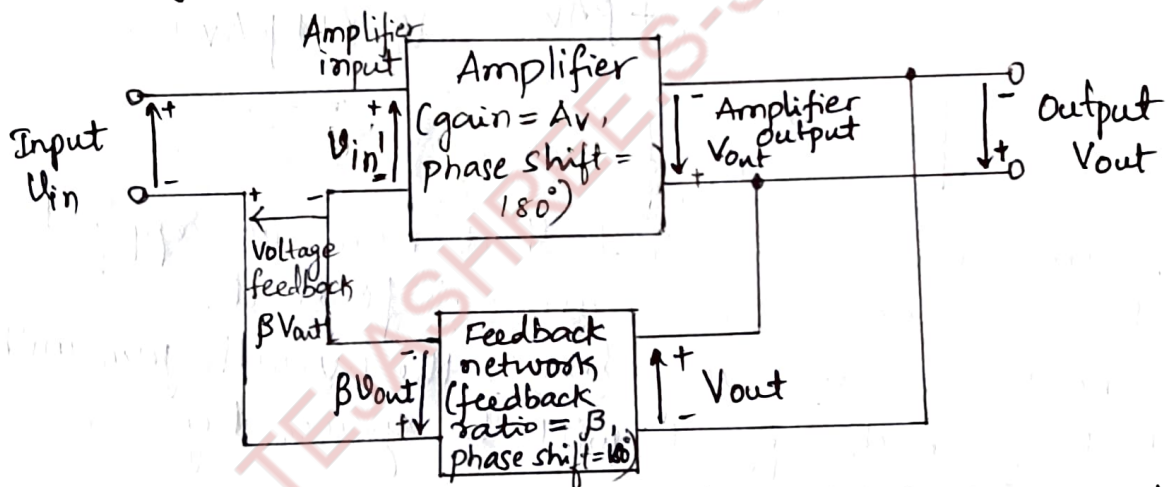 Amplifier
input
Amplifier
(gain = Av,
phase shift =
180°)
Input
Vin
+
-
+
Vin'
-
-
Amplifier
output
Vout
+
-
+
Output
Vout
+ -
Voltage
feedback
βVout
Feedback
network
(feedback
ratio = β,
phase shift=180°)
-
βVout
+
+
Vout
-
TEJASHREE.S